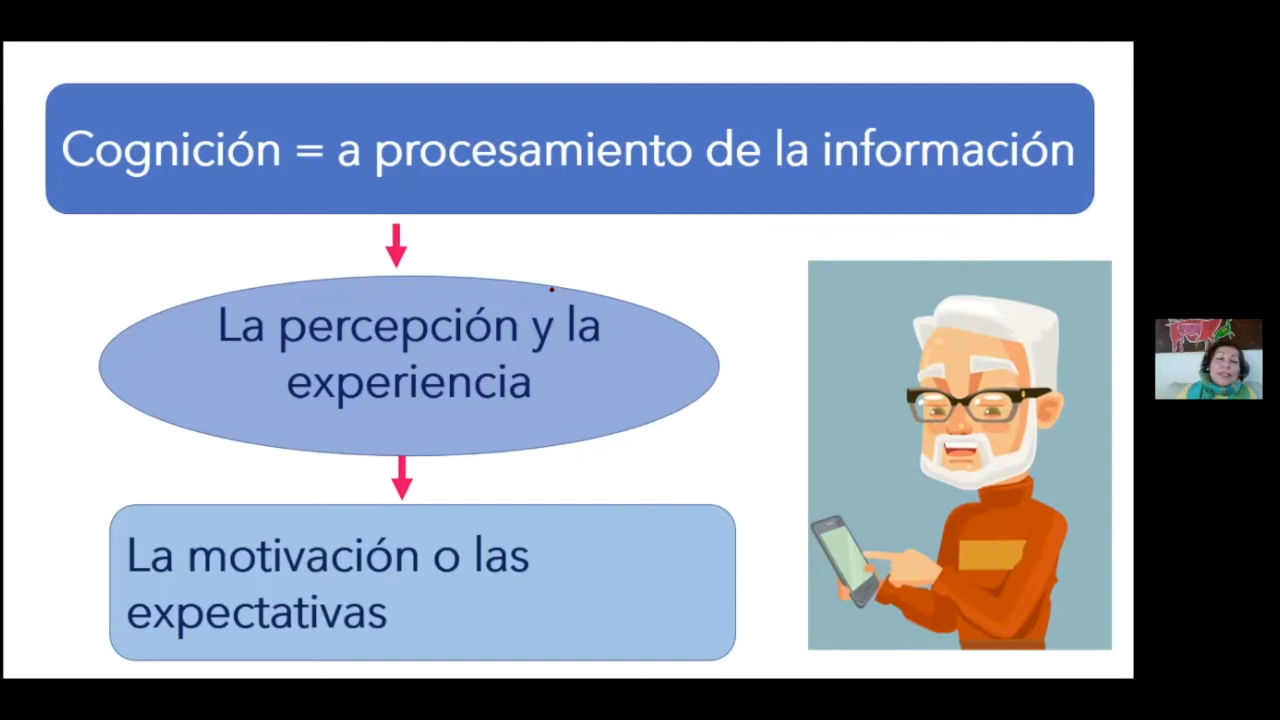 Cognición = a procesamiento de la información
La percepción y la
experiencia
La motivación o las
expectativas